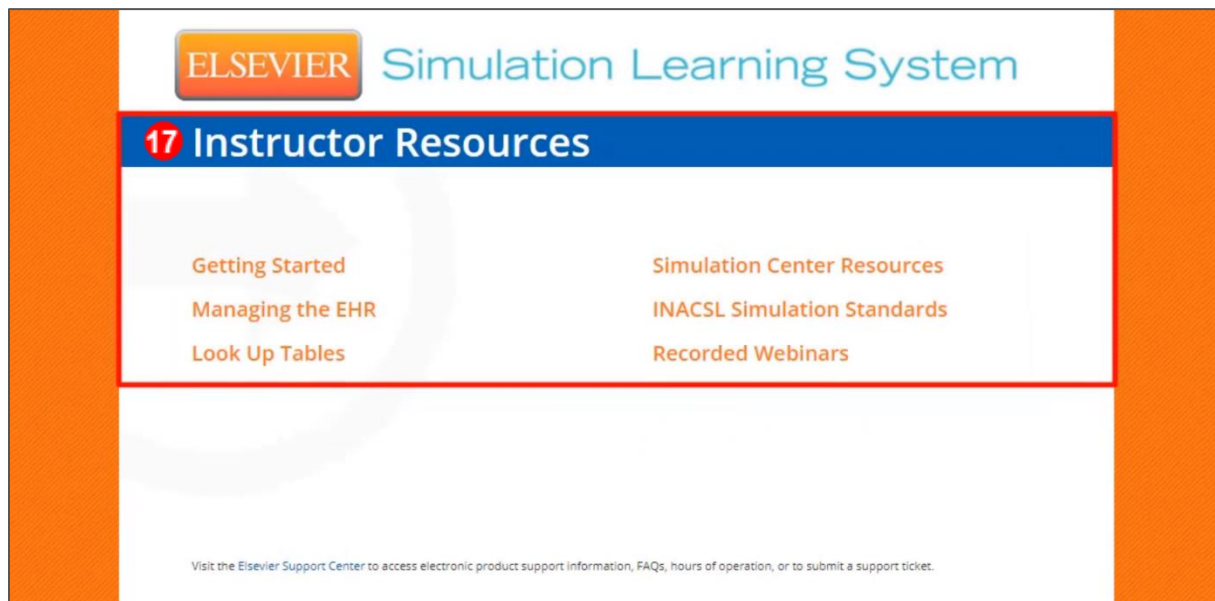 ELSEVIER Simulation Learning System
17 Instructor Resources
Getting Started
Managing the EHR
Look Up Tables
Simulation Center Resources
INACSL Simulation Standards
Recorded Webinars
Visit the Elsevier Support Center to access electronic product support information, FAQs, hours of operation, or to submit a support ticket.